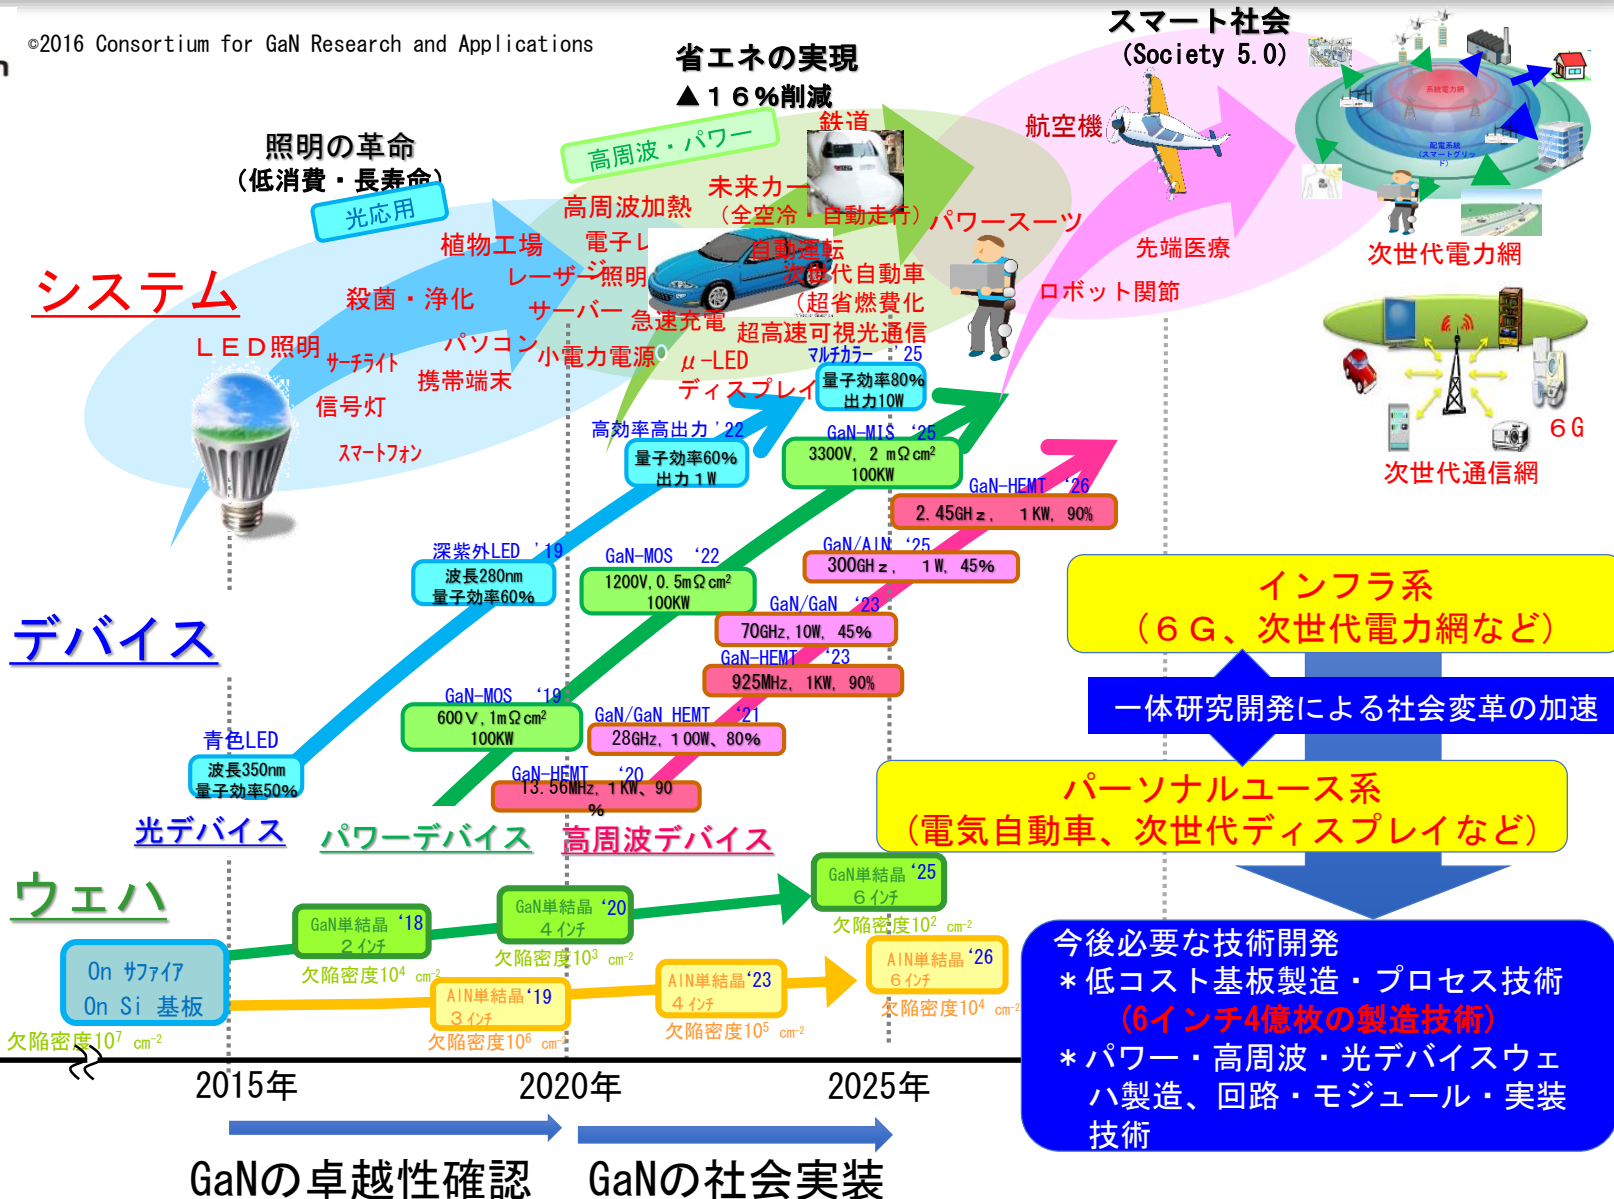 ©2016 Consortium for GaN Research and Applications
n
スマート社会
(Society 5.0)
省エネの実現
▲16%削減
照明の革命
(低消費・長寿命)
光応用
高周波・パワー
鉄道
航空機
系統電力網
配電系統
(スマートグリッ
ド)
次世代電力網
システム
未来カー
(全空冷・自動走行)
高周波加熱
電子レ
ジ
植物工場
レーザー照明
殺菌・浄化
サーバー
自動運転
次世代自動車
(超省燃費化
パワースーツ
先端医療
ロボット関節
急速充電
超高速可視光通信
LED照明
サーチライト
パソコン
小電力電源
携帯端末
信号灯
スマートフォン
μ-LED
ディスプレイ
6G
次世代通信網
マルチカラー '25
量子効率80%
出力10W
高効率高出力'22
量子効率60%
出力1W
GaN-MIS '25
3300V, 2 mΩcm²
100KW
GaN-HEMT '26
2.45GHz, 1KW, 90%
深紫外LED '19
波長280nm
量子効率60%
GaN-MOS '22
1200V,0.5mΩcm²
100KW
GaN/AlN '25
300GHz, 1W, 45%
GaN/GaN '23
70GHz,10W, 45%
GaN-HEMT '23
925MHz, 1KW, 90%
デバイス
GaN-MOS '19
600V,1mΩcm²
100KW
GaN/GaN HEMT '21
28GHz,100W、80%
青色LED
波長350nm
量子効率50%
GaN-HEMT '20
13.56MHz, 1KW、90
%
光デバイス
パワーデバイス
高周波デバイス
インフラ系
(6G、次世代電力網など)
一体研究開発による社会変革の加速
パーソナルユース系
(電気自動車、次世代ディスプレイなど)
ウェハ
On サファイア
On Si 基板
欠陥密度10⁷ cm⁻²
GaN単結晶 '18
2インチ
欠陥密度10⁴ cm⁻²
GaN単結晶 '20
4インチ
欠陥密度10³ cm⁻²
GaN単結晶 '25
6インチ
欠陥密度10² cm⁻²
AlN単結晶 '19
3インチ
欠陥密度10⁶ cm⁻²
AlN単結晶 '23
4インチ
欠陥密度10⁵ cm⁻²
AlN単結晶 '26
6インチ
欠陥密度10⁴ cm⁻²
2015年
2020年
2025年
GaNの卓越性確認
GaNの社会実装
今後必要な技術開発
*低コスト基板製造・プロセス技術
(6インチ4億枚の製造技術)
*パワー・高周波・光デバイスウェ
ハ製造、回路・モジュール・実装
技術